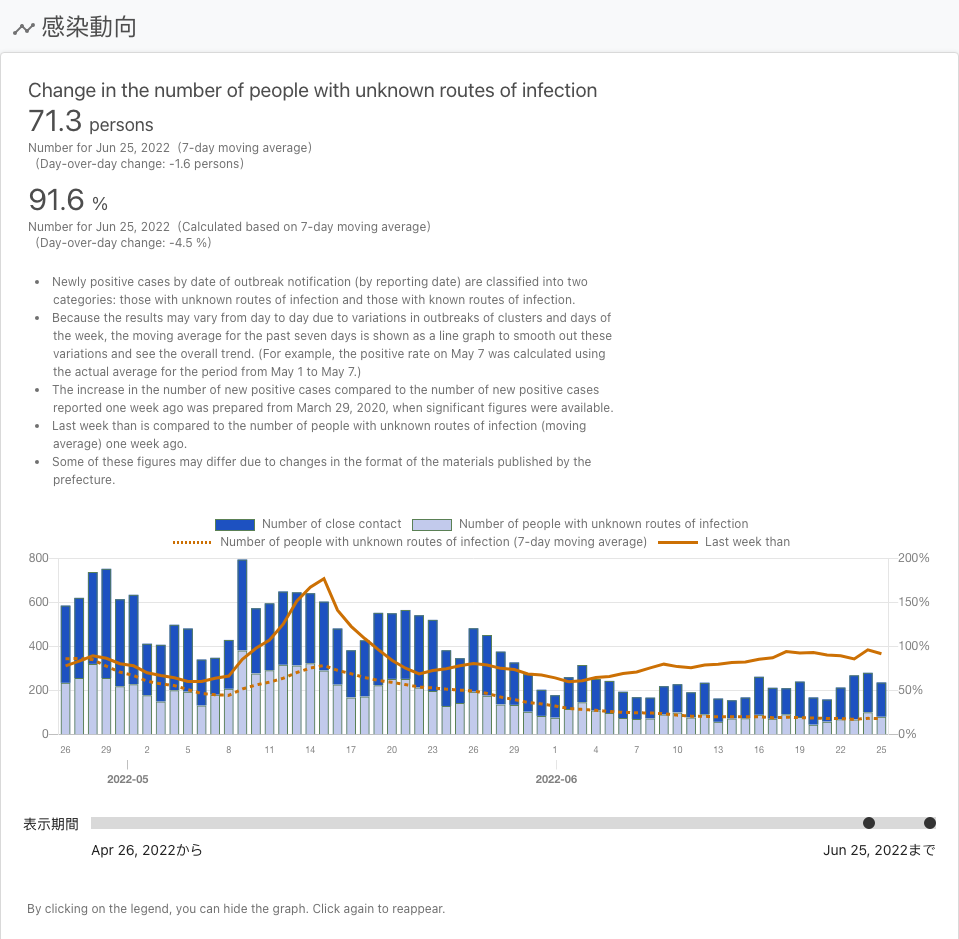 感染動向
Change in the number of people with unknown routes of infection
71.3 persons
Number for Jun 25, 2022 (7-day moving average)
(Day-over-day change: -1.6 persons)
91.6 %
Number for Jun 25, 2022 (Calculated based on 7-day moving average)
(Day-over-day change: -4.5 %)
• Newly positive cases by date of outbreak notification (by reporting date) are classified into two
categories: those with unknown routes of infection and those with known routes of infection.
• Because the results may vary from day to day due to variations in outbreaks of clusters and days of
the week, the moving average for the past seven days is shown as a line graph to smooth out these
variations and see the overall trend. (For example, the positive rate on May 7 was calculated using
the actual average for the period from May 1 to May 7.)
• The increase in the number of new positive cases compared to the number of new positive cases
reported one week ago was prepared from March 29, 2020, when significant figures were available.
• Last week than is compared to the number of people with unknown routes of infection (moving
average) one week ago.
• Some of these figures may differ due to changes in the format of the materials published by the
prefecture.
Number of close contact Number of people with unknown routes of infection
Number of people with unknown routes of infection (7-day moving average) Last week than
800 200%
600 150%
400 100%
200 50%
0 0%
26 29 2 5 8 11 14 17 20 23 26 29 1 4 7 10 13 16 19 22 25
2022-05 2022-06
表示期間
Apr 26, 2022から Jun 25, 2022まで
By clicking on the legend, you can hide the graph. Click again to reappear.